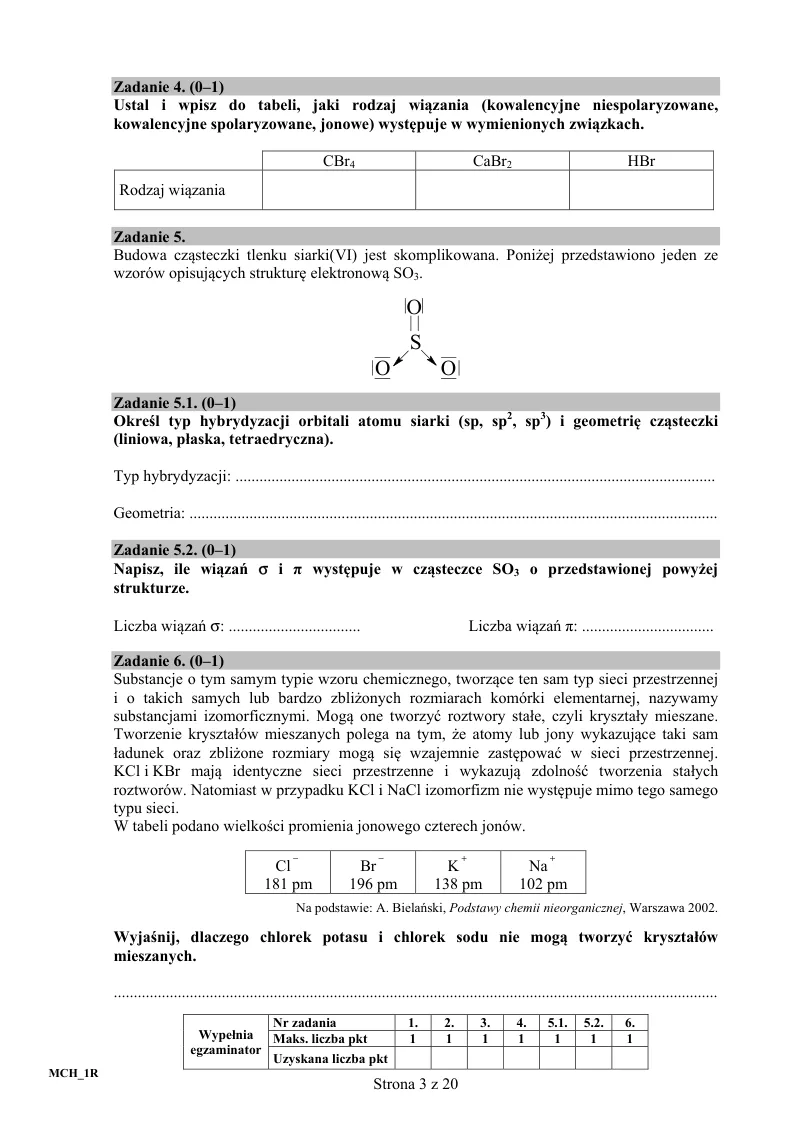 Zadanie 4. (0–1)
Ustal i wpisz do tabeli, jaki rodzaj wiązania (kowalencyjne niespolaryzowane,
kowalencyjne spolaryzowane, jonowe) występuje w wymienionych związkach.
CBr₄ CaBr₂ HBr
Rodzaj wiązania
Zadanie 5.
Budowa cząsteczki tlenku siarki(VI) jest skomplikowana. Poniżej przedstawiono jeden ze
wzorów opisujących strukturę elektronową SO₃.
O
S
O O
Zadanie 5.1. (0–1)
Określ typ hybrydyzacji orbitali atomu siarki (sp, sp², sp³) i geometrię cząsteczki
(liniowa, płaska, tetraedryczna).
Typ hybrydyzacji: ........................................................................................................................
Geometria: ....................................................................................................................................
Zadanie 5.2. (0–1)
Napisz, ile wiązań σ i π występuje w cząsteczce SO₃ o przedstawionej powyżej
strukturze.
Liczba wiązań σ: ................................. Liczba wiązań π: .................................
Zadanie 6. (0–1)
Substancje o tym samym typie wzoru chemicznego, tworzące ten sam typ sieci przestrzennej
i o takich samych lub bardzo zbliżonych rozmiarach komórki elementarnej, nazywamy
substancjami izomorficznymi. Mogą one tworzyć roztwory stałe, czyli kryształy mieszane.
Tworzenie kryształów mieszanych polega na tym, że atomy lub jony wykazujące taki sam
ładunek oraz zbliżone rozmiary mogą się wzajemnie zastępować w sieci przestrzennej.
KCl i KBr mają identyczne sieci przestrzenne i wykazują zdolność tworzenia stałych
roztworów. Natomiast w przypadku KCl i NaCl izomorfizm nie występuje mimo tego samego
typu sieci.
W tabeli podano wielkości promienia jonowego czterech jonów.
Cl⁻ Br⁻ K⁺ Na⁺
181 pm 196 pm 138 pm 102 pm
Na podstawie: A. Bielański, Podstawy chemii nieorganicznej, Warszawa 2002.
Wyjaśnij, dlaczego chlorek potasu i chlorek sodu nie mogą tworzyć kryształów
mieszanych.
.......................................................................................................................................................
Wypełnia
egzaminator
Nr zadania 1. 2. 3. 4. 5.1. 5.2. 6.
Maks. liczba pkt 1 1 1 1 1 1 1
Uzyskana liczba pkt
MCH_1R
Strona 3 z 20